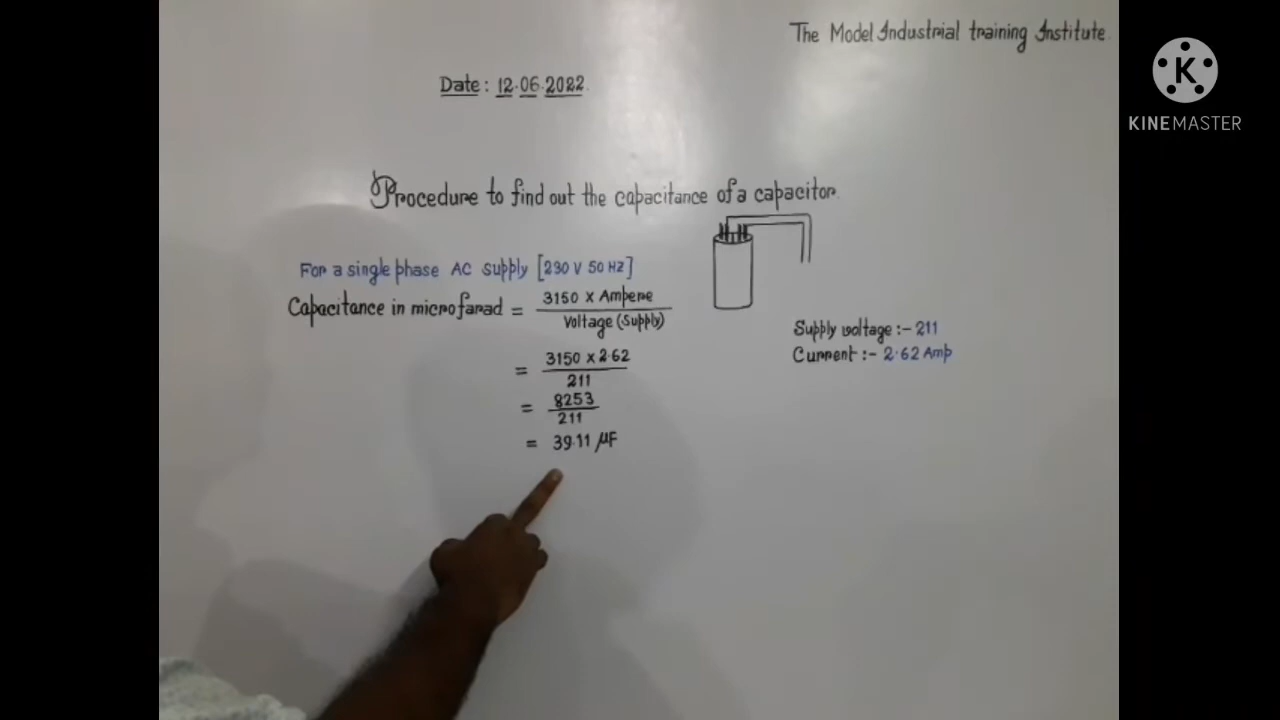 The Model Industrial training Institute.
KINEMASTER
Date : 12.06.2022.
Procedure to find out the capacitance of a capacitor.
For a single phase AC supply [230 V 50 HZ]
Capacitance in microfarad = 3150 x Ampere
Voltage (Supply)
= 3150 x 2.62
211
= 8253
211
= 39.11 µF
Supply voltage :- 211
Current :- 2.62 Amp